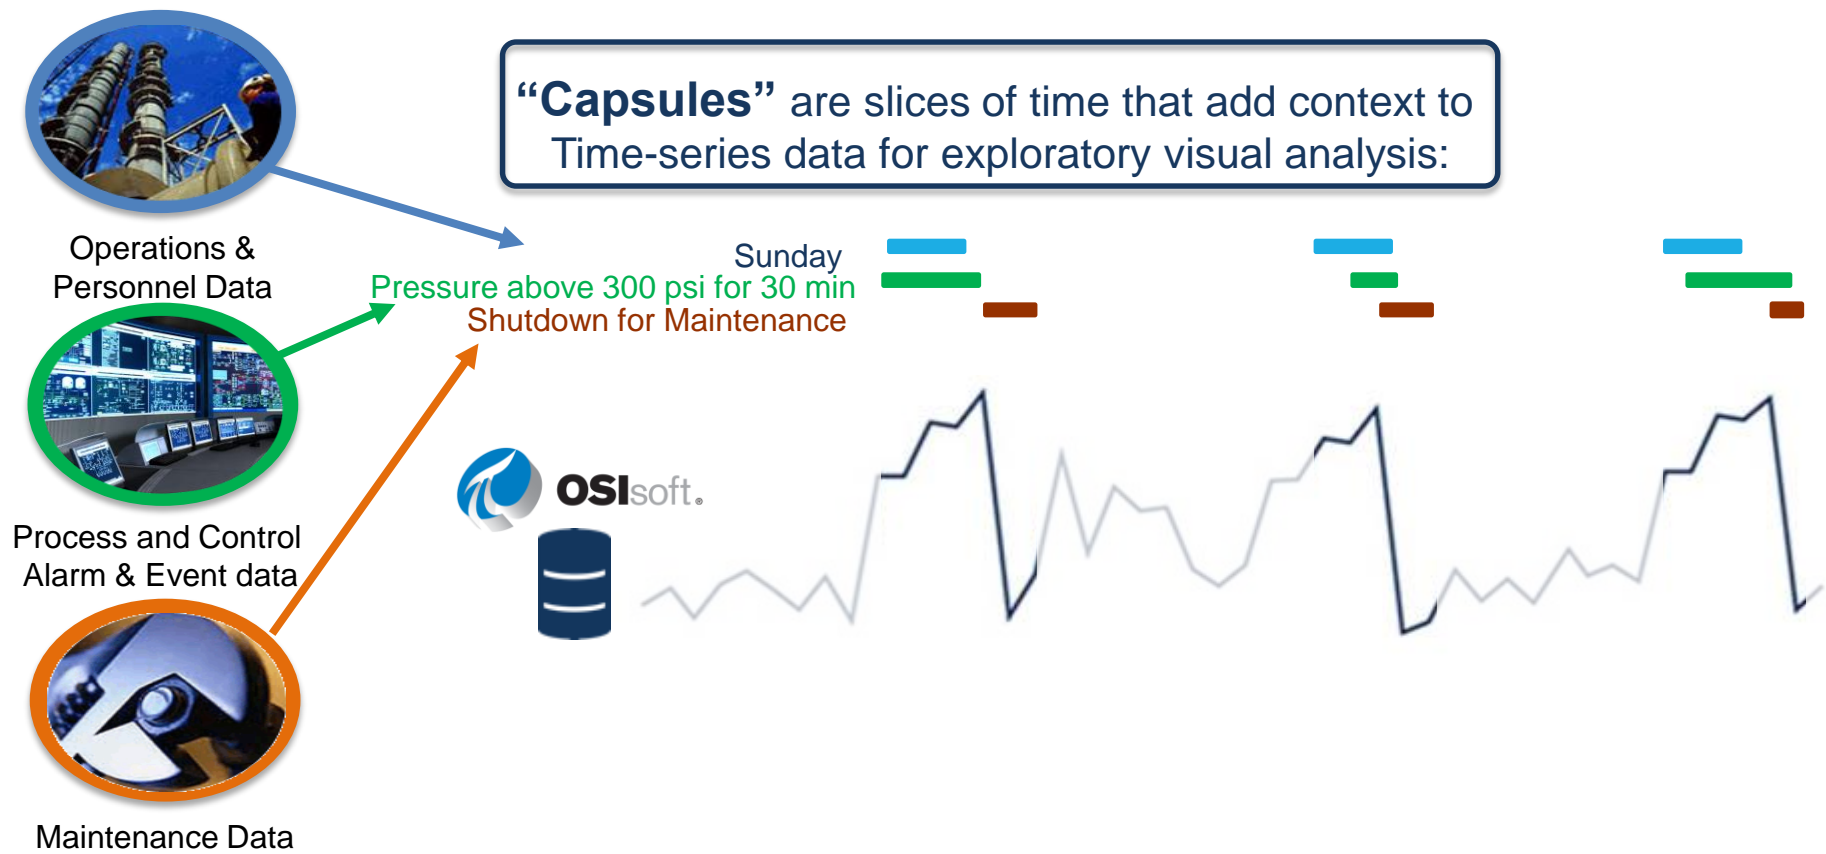 “Capsules” are slices of time that add context to
Time-series data for exploratory visual analysis:
Operations &
Personnel Data
Sunday
Pressure above 300 psi for 30 min
Shutdown for Maintenance
OSIsoft.
Process and Control
Alarm & Event data
Maintenance Data